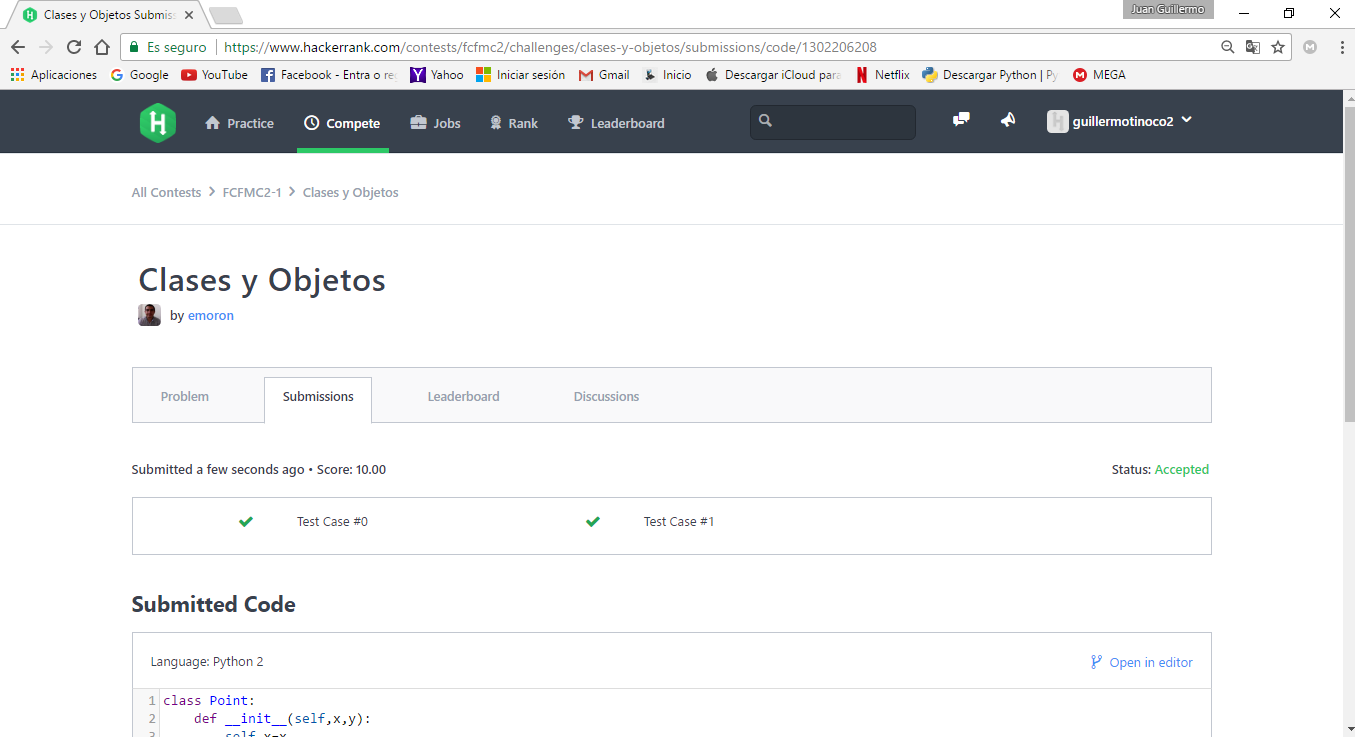 Clases y Objetos Submiss
Juan Guillermo
Es seguro https://www.hackerrank.com/contests/fcfmc2/challenges/clases-y-objetos/submissions/code/1302206208
Aplicaciones Google YouTube Facebook - Entra o re Yahoo Iniciar sesión Gmail Inicio Descargar iCloud para Netflix Descargar Python | Py MEGA
H Practice Compete Jobs Rank Leaderboard guillermotinoco2
All Contests FCFMC2-1 Clases y Objetos
Clases y Objetos
by emoron
Problem Submissions Leaderboard Discussions
Submitted a few seconds ago • Score: 10.00 Status: Accepted
Test Case #0 Test Case #1
Submitted Code
Language: Python 2 Open in editor
1 class Point:
2 def __init__(self,x,y):
3 self.x=x